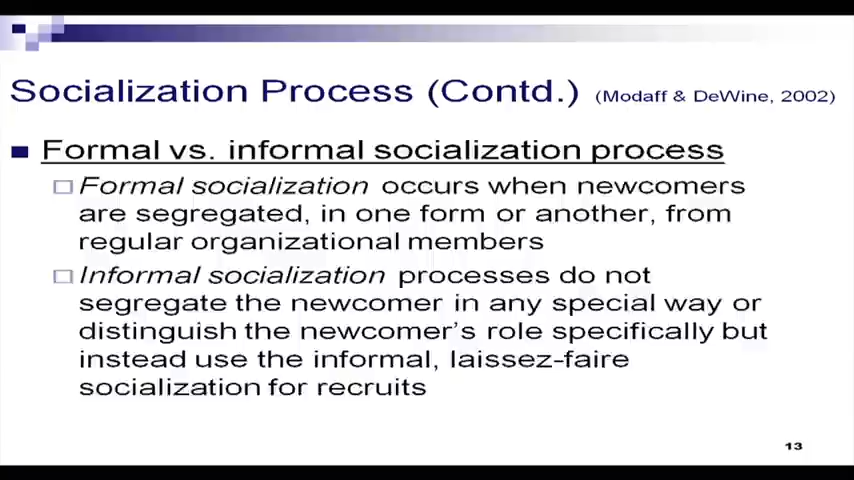 Socialization Process (Contd.) (Modaff & DeWine, 2002)
Formal vs. informal socialization process
Formal socialization occurs when newcomers
are segregated, in one form or another, from
regular organizational members
Informal socialization processes do not
segregate the newcomer in any special way or
distinguish the newcomer's role specifically but
instead use the informal, laissez-faire
socialization for recruits
13